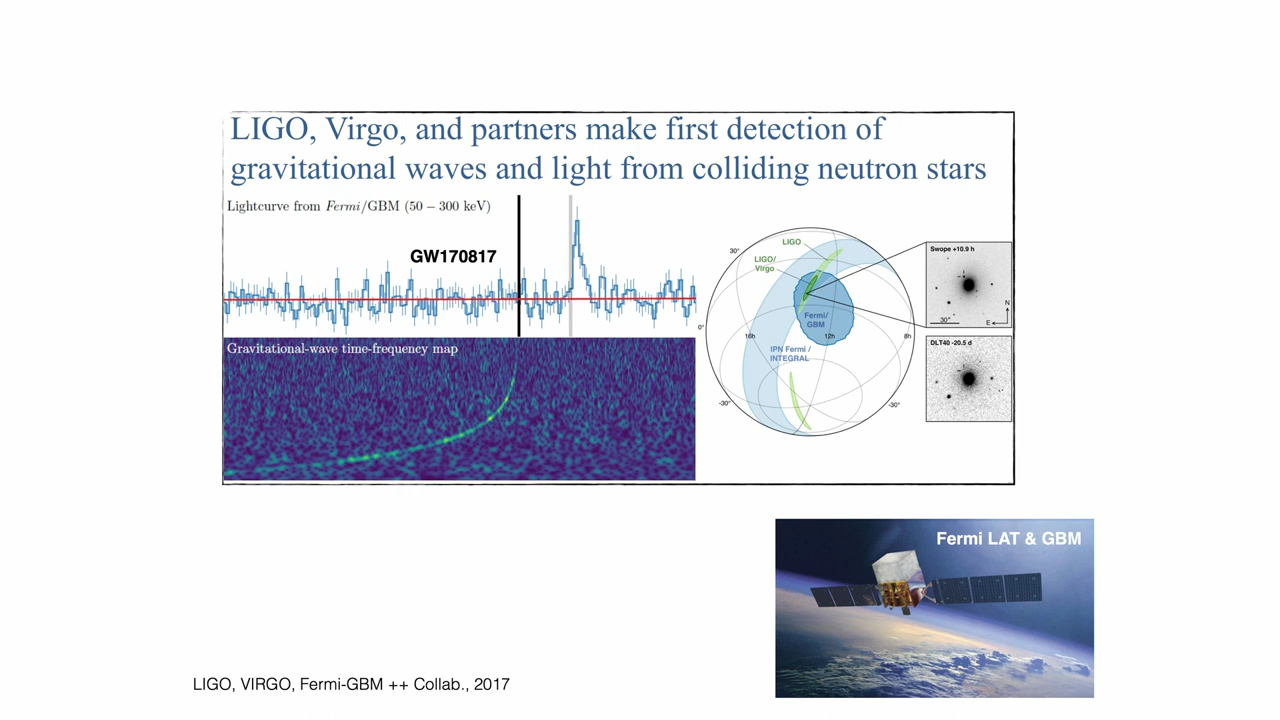 LIGO, Virgo, and partners make first detection of
gravitational waves and light from colliding neutron stars
Lightcurve from Fermi/GBM (50 – 300 keV)
GW170817
Gravitational-wave time-frequency map
30°
LIGO
LIGO/
Virgo
0°
Fermi/
GBM
16h
12h
8h
IPN Fermi /
INTEGRAL
-30°
-30°
Swope +10.9 h
N
30"
E
DLT40 -20.5 d
Fermi LAT & GBM
LIGO, VIRGO, Fermi-GBM ++ Collab., 2017